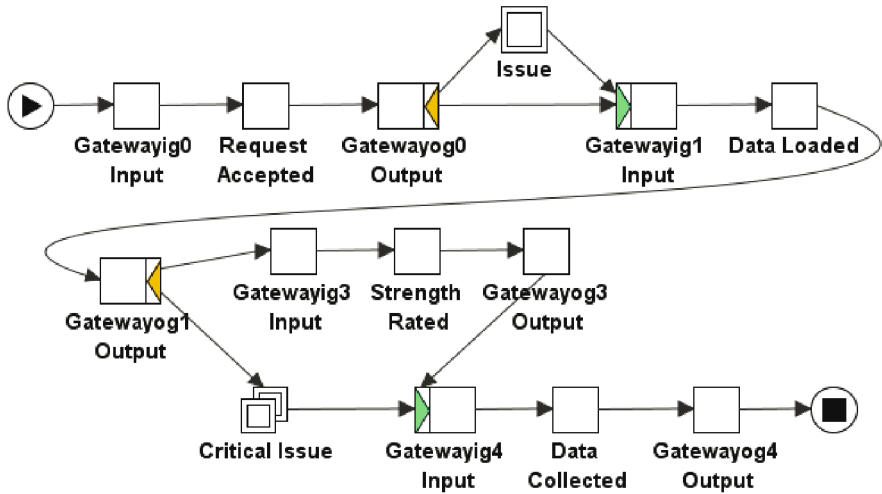 Issue
Gatewayig0
Input
Request
Accepted
Gatewayog0
Output
Gatewayig1
Input
Data Loaded
Gatewayog1
Output
Gatewayig3
Input
Strength
Rated
Gatewayog3
Output
Critical Issue
Gatewayig4
Input
Data
Collected
Gatewayog4
Output